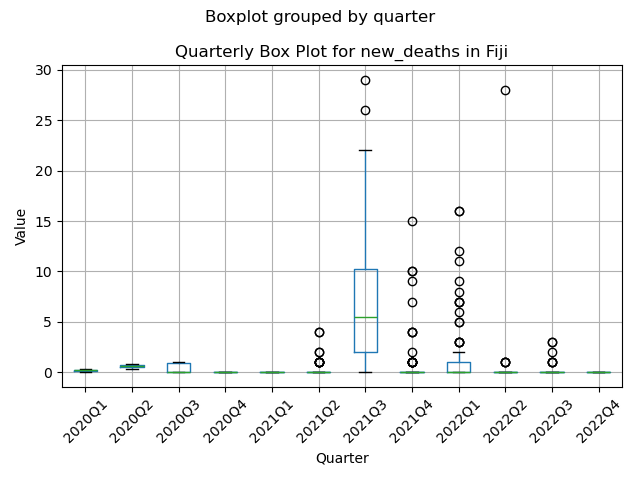 Boxplot grouped by quarter
Quarterly Box Plot for new_deaths in Fiji
30
25
20
15
10
5
0
Value
2020Q1 2020Q2 2020Q3 2020Q4 2021Q1 2021Q2 2021Q3 2021Q4 2022Q1 2022Q2 2022Q3 2022Q4
Quarter